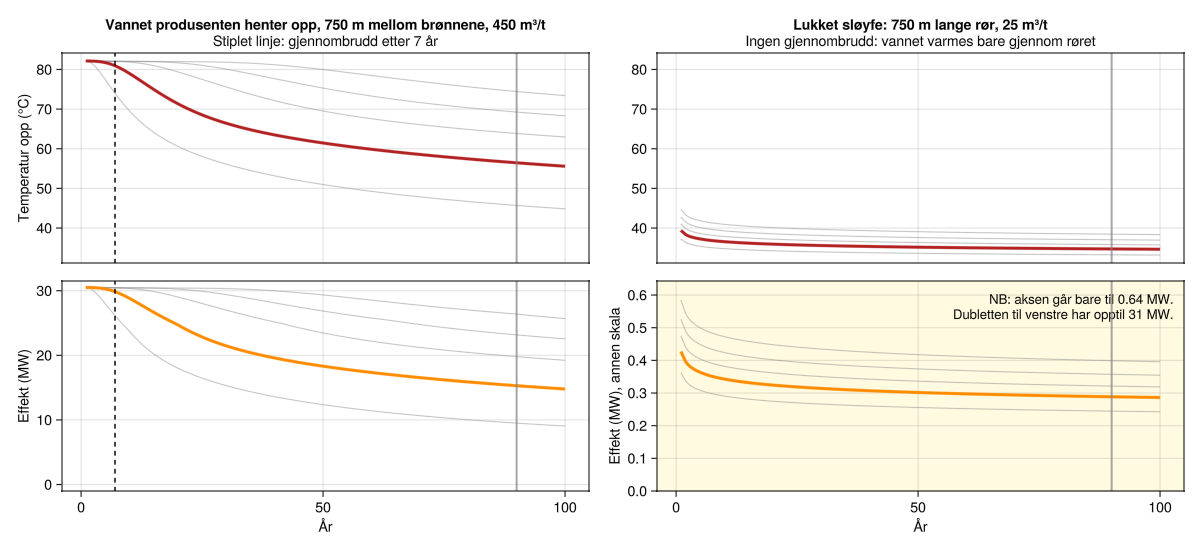 Vannet produsenten henter opp, 750 m mellom brønnene, 450 m³/t
Stiplet linje: gjennombrudd etter 7 år
Temperatur opp (°C)
80
70
60
50
40
Lukket sløyfe: 750 m lange rør, 25 m³/t
Ingen gjennombrudd: vannet varmes bare gjennom røret
80
70
60
50
40
Effekt (MW)
30
20
10
0
0
50
100
År
Effekt (MW), annen skala
0.6
0.5
0.4
0.3
0.2
0.1
0.0
NB: aksen går bare til 0.64 MW.
Dubletten til venstre har opptil 31 MW.
0
50
100
År